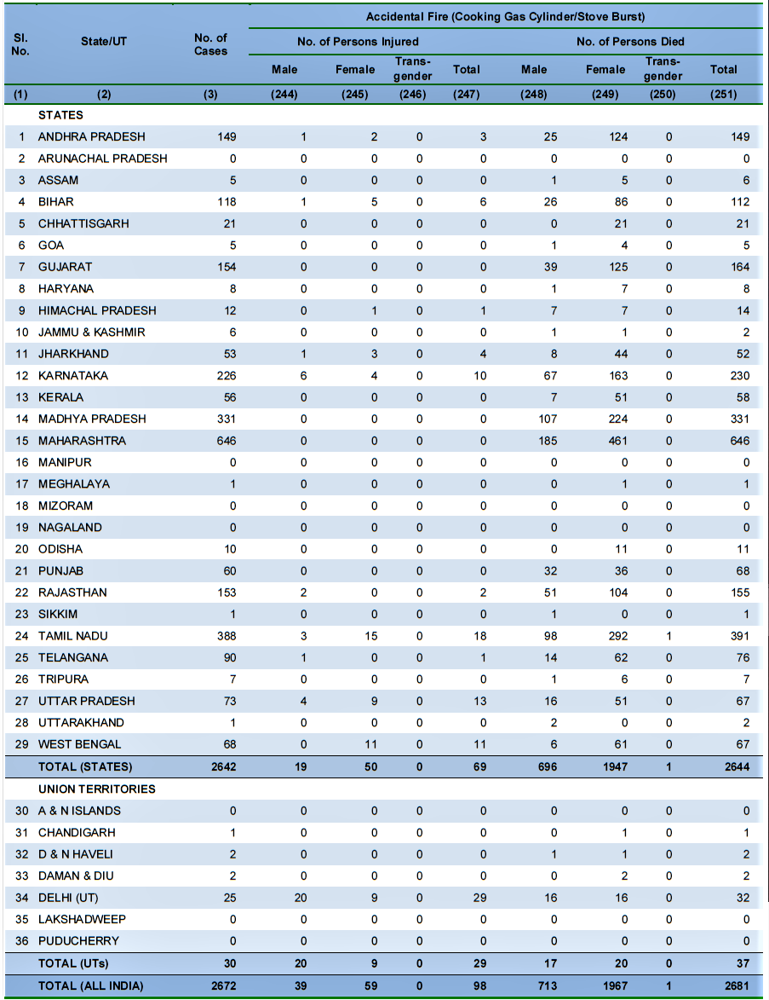 Accidental Fire (Cooking Gas Cylinder/Stove Burst)
Sl. No. State/UT No. of Cases No. of Persons Injured No. of Persons Died
Male Female Trans-gender Total Male Female Trans-gender Total
(1) (2) (3) (244) (245) (246) (247) (248) (249) (250) (251)
STATES
1 ANDHRA PRADESH 149 1 2 0 3 25 124 0 149
2 ARUNACHAL PRADESH 0 0 0 0 0 0 0 0 0
3 ASSAM 5 0 0 0 0 1 5 0 6
4 BIHAR 118 1 5 0 6 26 86 0 112
5 CHHATTISGARH 21 0 0 0 0 0 21 0 21
6 GOA 5 0 0 0 0 1 4 0 5
7 GUJARAT 154 0 0 0 0 39 125 0 164
8 HARYANA 8 0 0 0 0 1 7 0 8
9 HIMACHAL PRADESH 12 0 1 0 1 7 7 0 14
10 JAMMU & KASHMIR 6 0 0 0 0 1 1 0 2
11 JHARKHAND 53 1 3 0 4 8 44 0 52
12 KARNATAKA 226 6 4 0 10 67 163 0 230
13 KERALA 56 0 0 0 0 7 51 0 58
14 MADHYA PRADESH 331 0 0 0 0 107 224 0 331
15 MAHARASHTRA 646 0 0 0 0 185 461 0 646
16 MANIPUR 0 0 0 0 0 0 0 0 0
17 MEGHALAYA 1 0 0 0 0 0 1 0 1
18 MIZORAM 0 0 0 0 0 0 0 0 0
19 NAGALAND 0 0 0 0 0 0 0 0 0
20 ODISHA 10 0 0 0 0 0 11 0 11
21 PUNJAB 60 0 0 0 0 32 36 0 68
22 RAJASTHAN 153 2 0 0 2 51 104 0 155
23 SIKKIM 1 0 0 0 0 1 0 0 1
24 TAMIL NADU 388 3 15 0 18 98 292 1 391
25 TELANGANA 90 1 0 0 1 14 62 0 76
26 TRIPURA 7 0 0 0 0 1 6 0 7
27 UTTAR PRADESH 73 4 9 0 13 16 51 0 67
28 UTTARAKHAND 1 0 0 0 0 2 0 0 2
29 WEST BENGAL 68 0 11 0 11 6 61 0 67
TOTAL (STATES) 2642 19 50 0 69 696 1947 1 2644
UNION TERRITORIES
30 A & N ISLANDS 0 0 0 0 0 0 0 0 0
31 CHANDIGARH 1 0 0 0 0 0 1 0 1
32 D & N HAVELI 2 0 0 0 0 1 1 0 2
33 DAMAN & DIU 2 0 0 0 0 0 2 0 2
34 DELHI (UT) 25 20 9 0 29 16 16 0 32
35 LAKSHADWEEP 0 0 0 0 0 0 0 0 0
36 PUDUCHERRY 0 0 0 0 0 0 0 0 0
TOTAL (UTs) 30 20 9 0 29 17 20 0 37
TOTAL (ALL INDIA) 2672 39 59 0 98 713 1967 1 2681